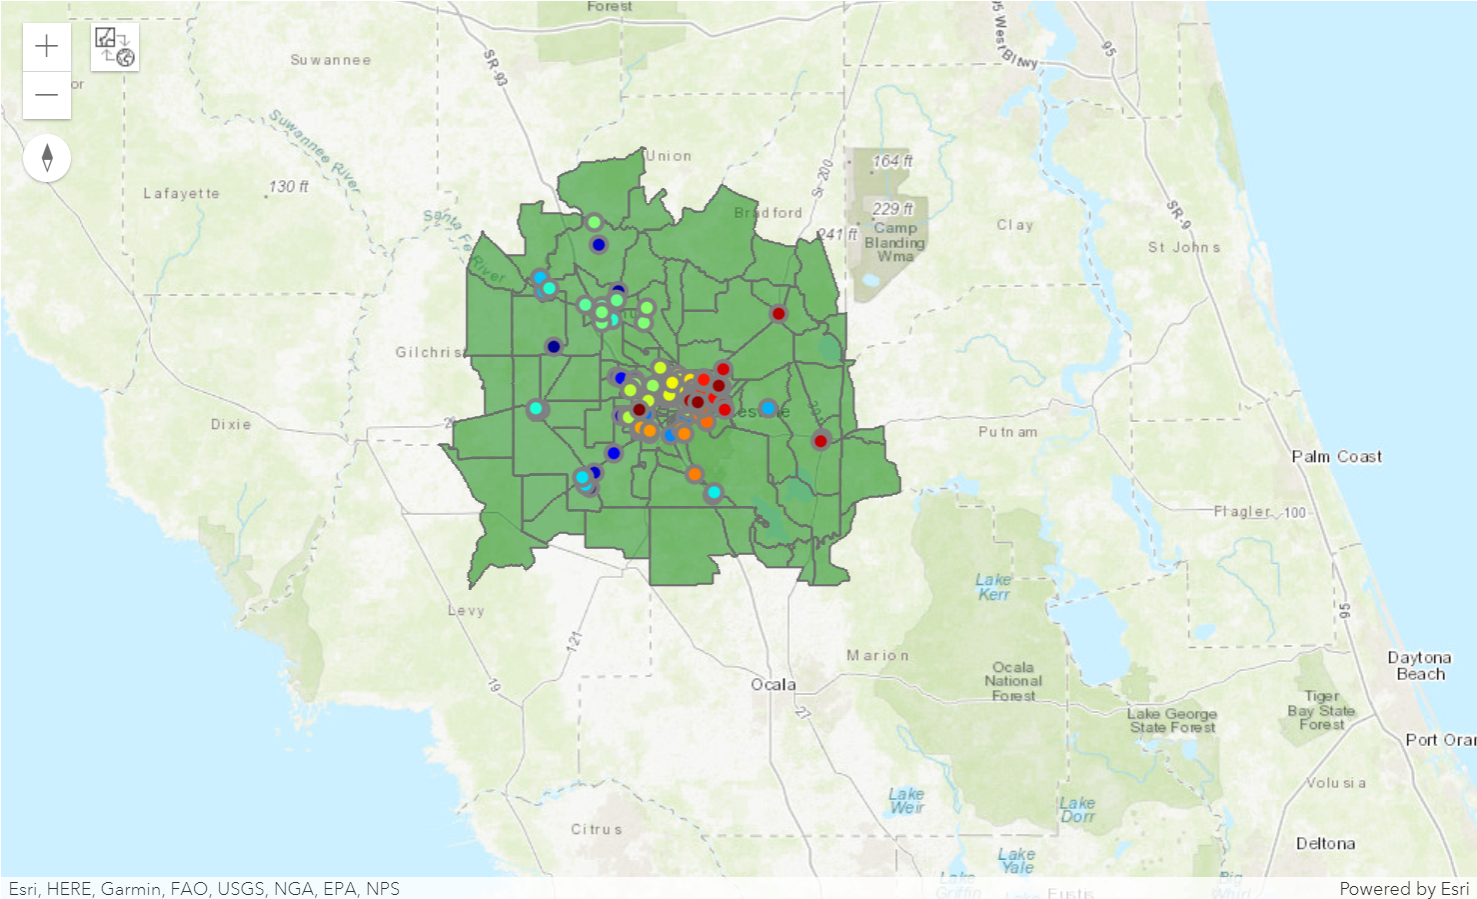 Forest
95 West Bltwy
95
SR-93
Suwannee
or
Suwannee River
Union
Sr-200
164 ft
Lafayette
130 ft
229 ft
SR-9
Santa Fe River
Bradford
241 ft
Camp
Blanding
Wma
Clay
St Johns
Gilchris
Dixie
Putnam
Palm Coast
Flagler
100
Lake
Kerr
Levy
95
121
Marion
Daytona
Beach
Ocala
National
Forest
Ocala
19
27
Tiger
Bay State
Forest
Lake George
State Forest
Port Oran
Volusia
Lake
Weir
Lake
Dorr
Citrus
Deltona
Lake
Yale
Lake
Griffin
Big
Whirl
Eustis
Esri, HERE, Garmin, FAO, USGS, NGA, EPA, NPS
Powered by Esri